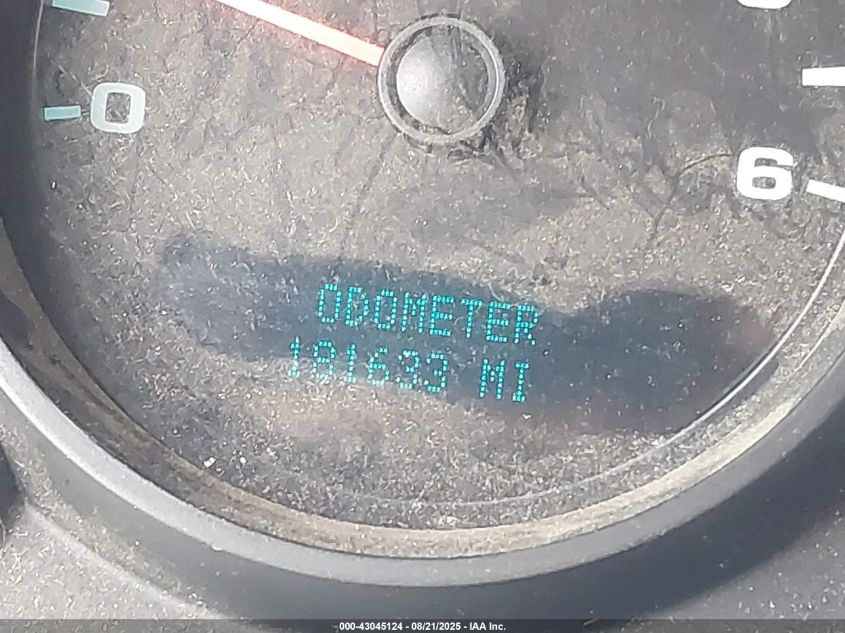 0
6
ODOMETER
181633 MI
000-43045124 - 08/21/2025 - IAA Inc.